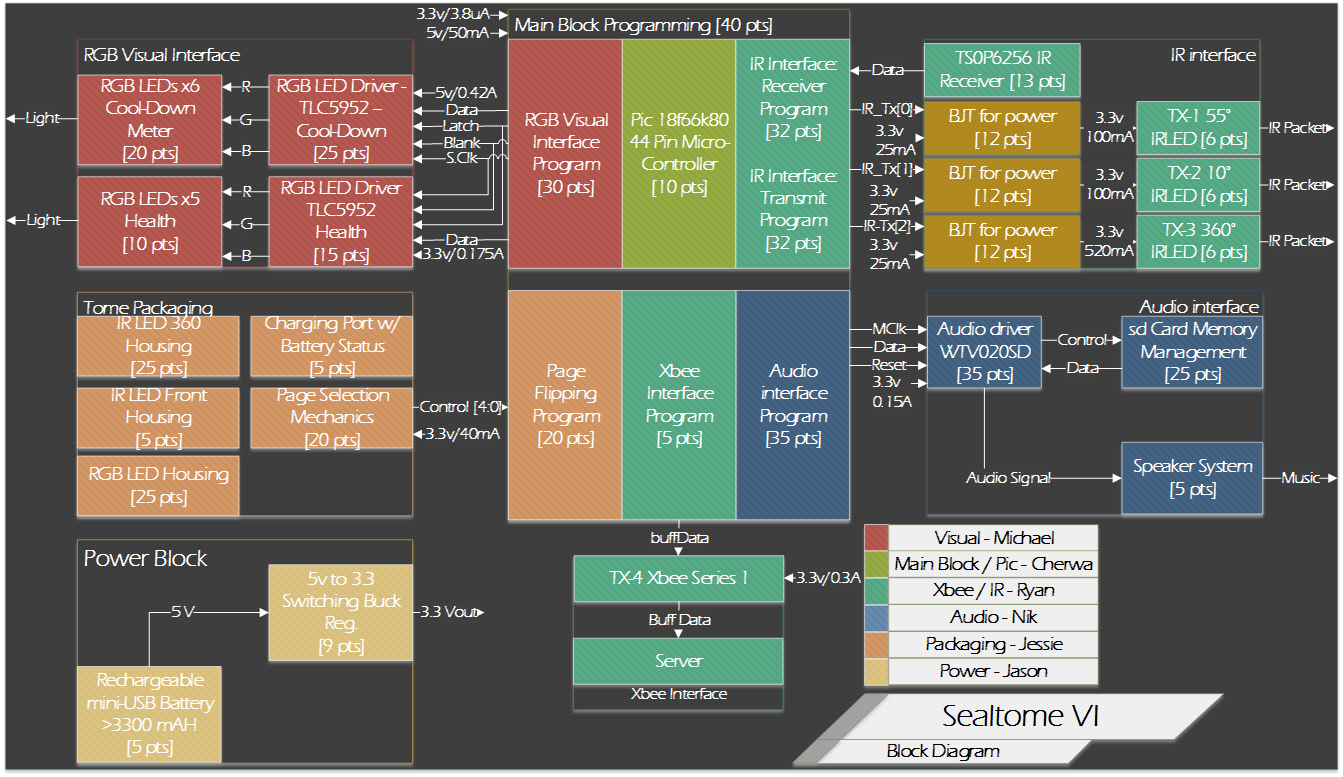 3.3v/3.8uA
5v/50mA
Main Block Programming [40 pts]
RGB Visual Interface
RGB LEDs x6
Cool-Down
Meter
[20 pts]
R
G
B
RGB LED Driver -
TLC5952 –
Cool-Down
[25 pts]
5v/0.42A
Data
Latch
Blank
S.Clk
Light
RGB LEDs x5
Health
[10 pts]
R
G
B
RGB LED Driver
TLC5952
Health
[15 pts]
Data
3.3v/0.175A
Light
RGB Visual
Interface
Program
[30 pts]
Pic 18f66k80
44 Pin Micro-
Controller
[10 pts]
IR Interface:
Receiver
Program
[32 pts]
IR Interface:
Transmit
Program
[32 pts]
IR interface
Data
TS0P6256 IR
Receiver [13 pts]
IR_Tx[0]
3.3v
25mA
BJT for power
[12 pts]
3.3v
100mA
TX-1 55°
IRLED [6 pts]
IR Packet
IR_Tx[1]
3.3v
25mA
BJT for power
[12 pts]
3.3v
100mA
TX-2 10°
IRLED [6 pts]
IR Packet
IR-Tx[2]
3.3v
25mA
BJT for power
[12 pts]
3.3v
520mA
TX-3 360°
IRLED [6 pts]
IR Packet
Tome Packaging
IR LED 360
Housing
[25 pts]
Charging Port w/
Battery Status
[5 pts]
IR LED Front
Housing
[5 pts]
Page Selection
Mechanics
[20 pts]
RGB LED Housing
[25 pts]
Control [4:0]
3.3v/40mA
Page
Flipping
Program
[20 pts]
Xbee
Interface
Program
[5 pts]
Audio
interface
Program
[35 pts]
Audio interface
MClk
Data
Reset
3.3v
0.15A
Audio driver
WTV020SD
[35 pts]
Control
Data
sd Card Memory
Management
[25 pts]
Audio Signal
Speaker System
[5 pts]
Music
Power Block
5 V
5v to 3.3
Switching Buck
Reg.
[9 pts]
3.3 Vout
Rechargeable
mini-USB Battery
>3300 mAH
[5 pts]
buffData
TX-4 Xbee Series 1
3.3v/0.3A
Buff Data
Server
Xbee Interface
Visual - Michael
Main Block / Pic - Cherwa
Xbee / IR - Ryan
Audio - Nik
Packaging - Jessie
Power - Jason
Sealtome VI
Block Diagram